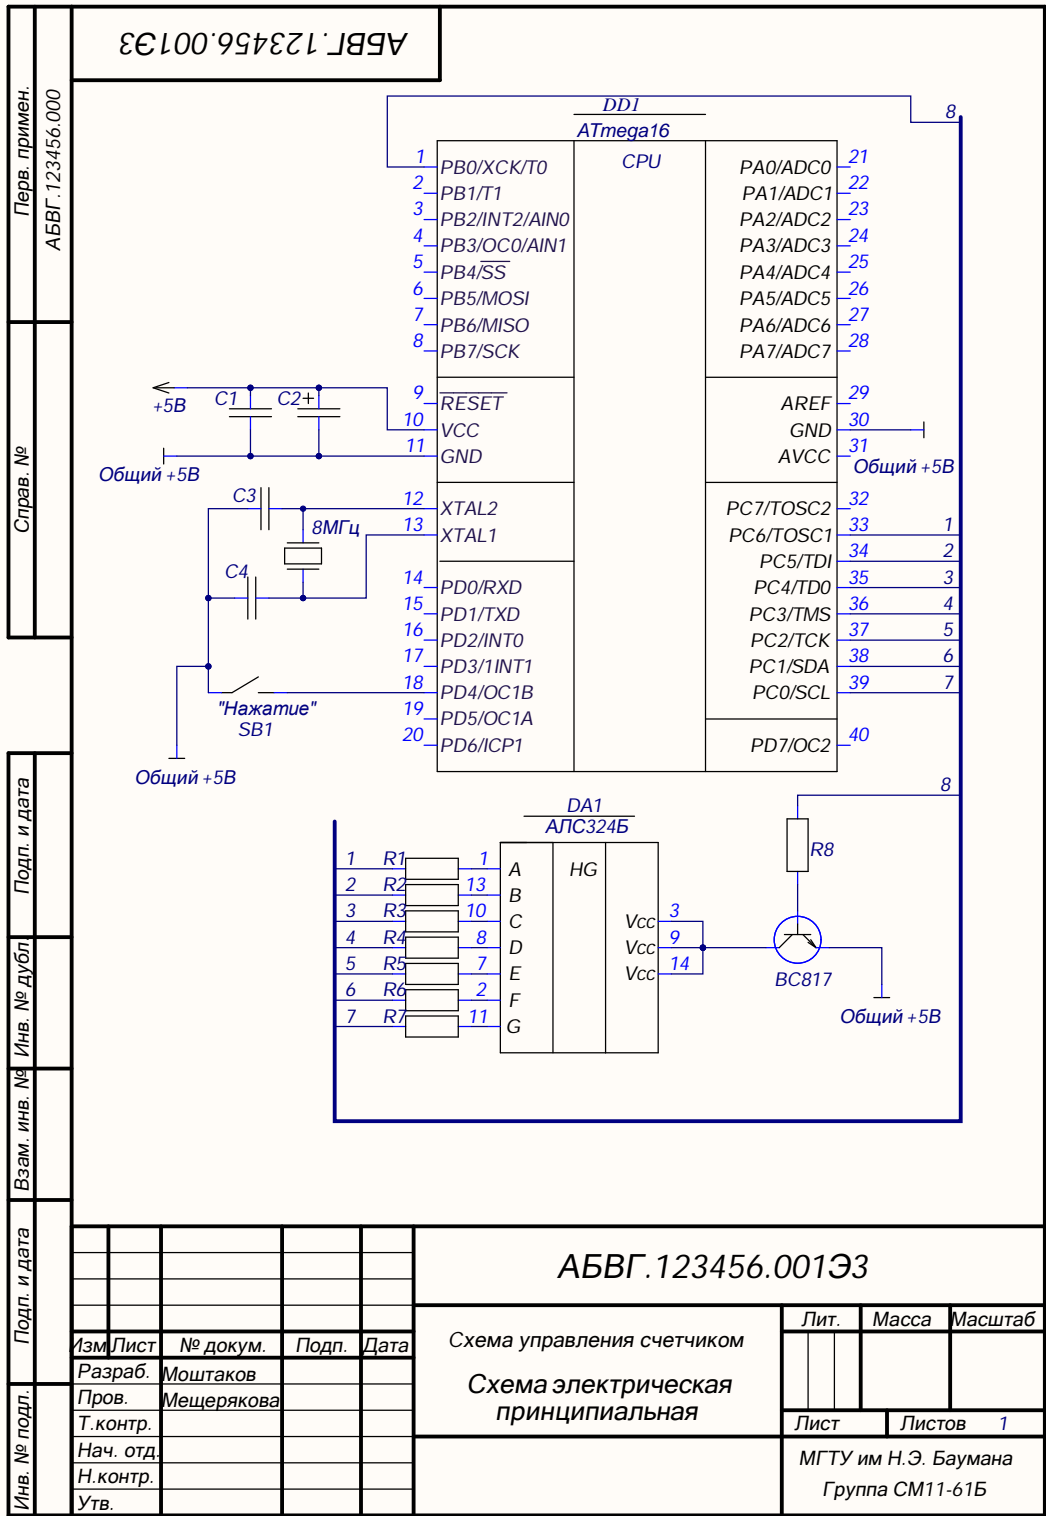 АБВГ.123456.001Э3
Перв. примен.
АБВГ.123456.000
Справ. №
Подп. и дата
Инв. № дубл.
Взам. инв. №
Подп. и дата
Инв. № подл.
DD1
ATmega16
CPU
8
1 PB0/XCK/T0
2 PB1/T1
3 PB2/INT2/AIN0
4 PB3/OC0/AIN1
5 PB4/SS
6 PB5/MOSI
7 PB6/MISO
8 PB7/SCK
9 RESET
10 VCC
11 GND
12 XTAL2
13 XTAL1
14 PD0/RXD
15 PD1/TXD
16 PD2/INT0
17 PD3/1INT1
18 PD4/OC1B
19 PD5/OC1A
20 PD6/ICP1
PA0/ADC0 21
PA1/ADC1 22
PA2/ADC2 23
PA3/ADC3 24
PA4/ADC4 25
PA5/ADC5 26
PA6/ADC6 27
PA7/ADC7 28
AREF 29
GND 30
AVCC 31
Общий +5В
PC7/TOSC2 32
PC6/TOSC1 33 1
PC5/TDI 34 2
PC4/TD0 35 3
PC3/TMS 36 4
PC2/TCK 37 5
PC1/SDA 38 6
PC0/SCL 39 7
PD7/OC2 40
+5В
C1
C2+
Общий +5В
C3
8МГц
C4
"Нажатие"
SB1
Общий +5В
DA1
АЛС324Б
HG
1 R1 1 A
2 R2 13 B
3 R3 10 C
4 R4 8 D
5 R5 7 E
6 R6 2 F
7 R7 11 G
Vcc 3
Vcc 9
Vcc 14
8
R8
BC817
Общий +5В
АБВГ.123456.001Э3
Изм Лист № докум. Подп. Дата
Разраб. Моштаков
Пров. Мещерякова
Т.контр.
Нач. отд.
Н.контр.
Утв.
Схема управления счетчиком
Схема электрическая
принципиальная
Лит. Масса Масштаб
Лист Листов 1
МГТУ им Н.Э. Баумана
Группа СМ11-61Б